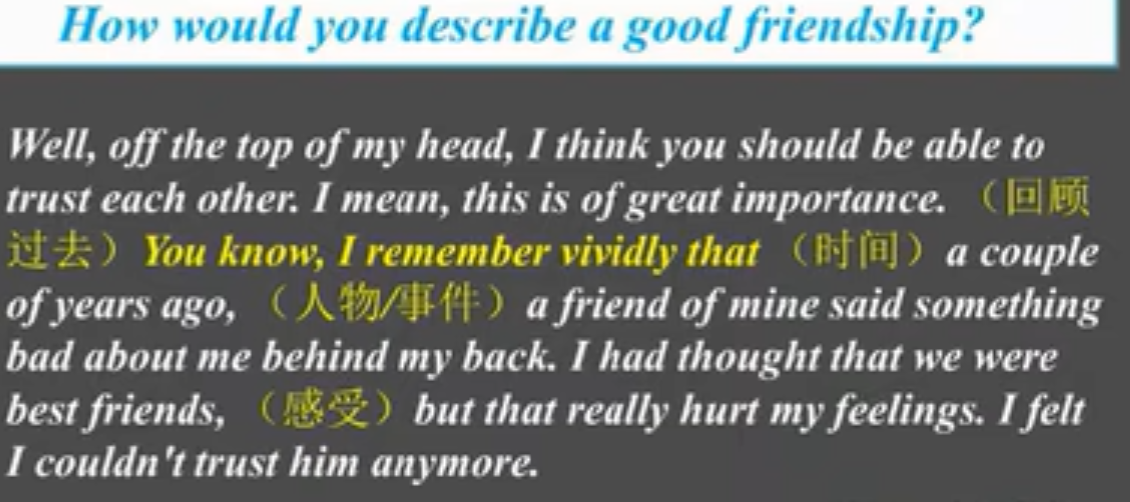 How would you describe a good friendship?
Well, off the top of my head, I think you should be able to
trust each other. I mean, this is of great importance. （回顾
过去）You know, I remember vividly that （时间）a couple
of years ago, （人物/事件）a friend of mine said something
bad about me behind my back. I had thought that we were
best friends, （感受）but that really hurt my feelings. I felt
I couldn't trust him anymore.